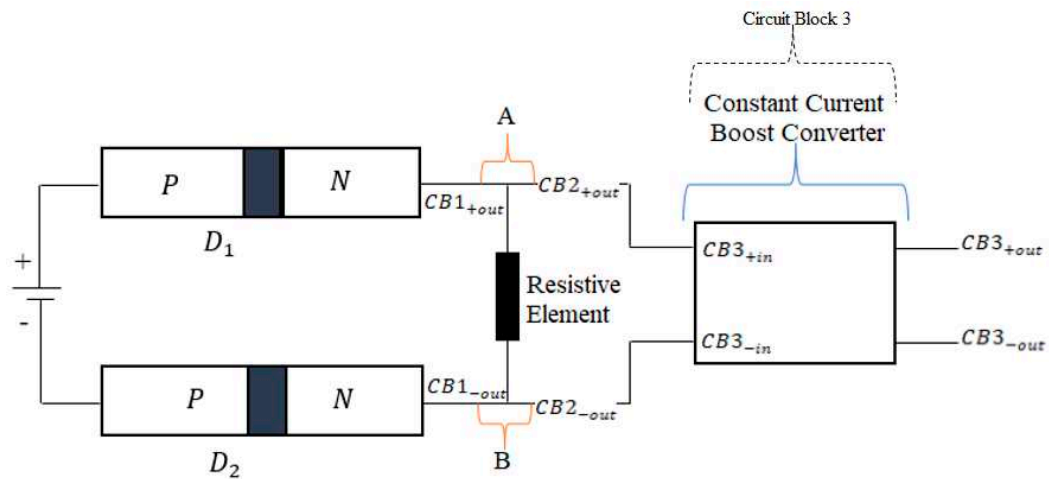 Circuit Block 3
Constant Current
Boost Converter
A
P
N
CB1+out
CB2+out
D1
+
-
Resistive
Element
CB3+in
CB3+out
CB3-in
CB3-out
P
N
CB1-out
CB2-out
D2
B